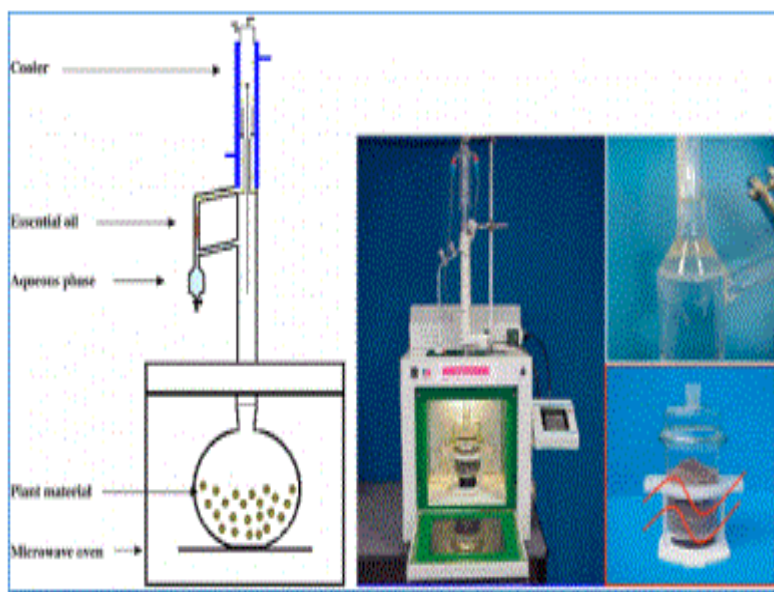 Cooler
Essential oil
Aqueous phase
Plant material
Microwave oven